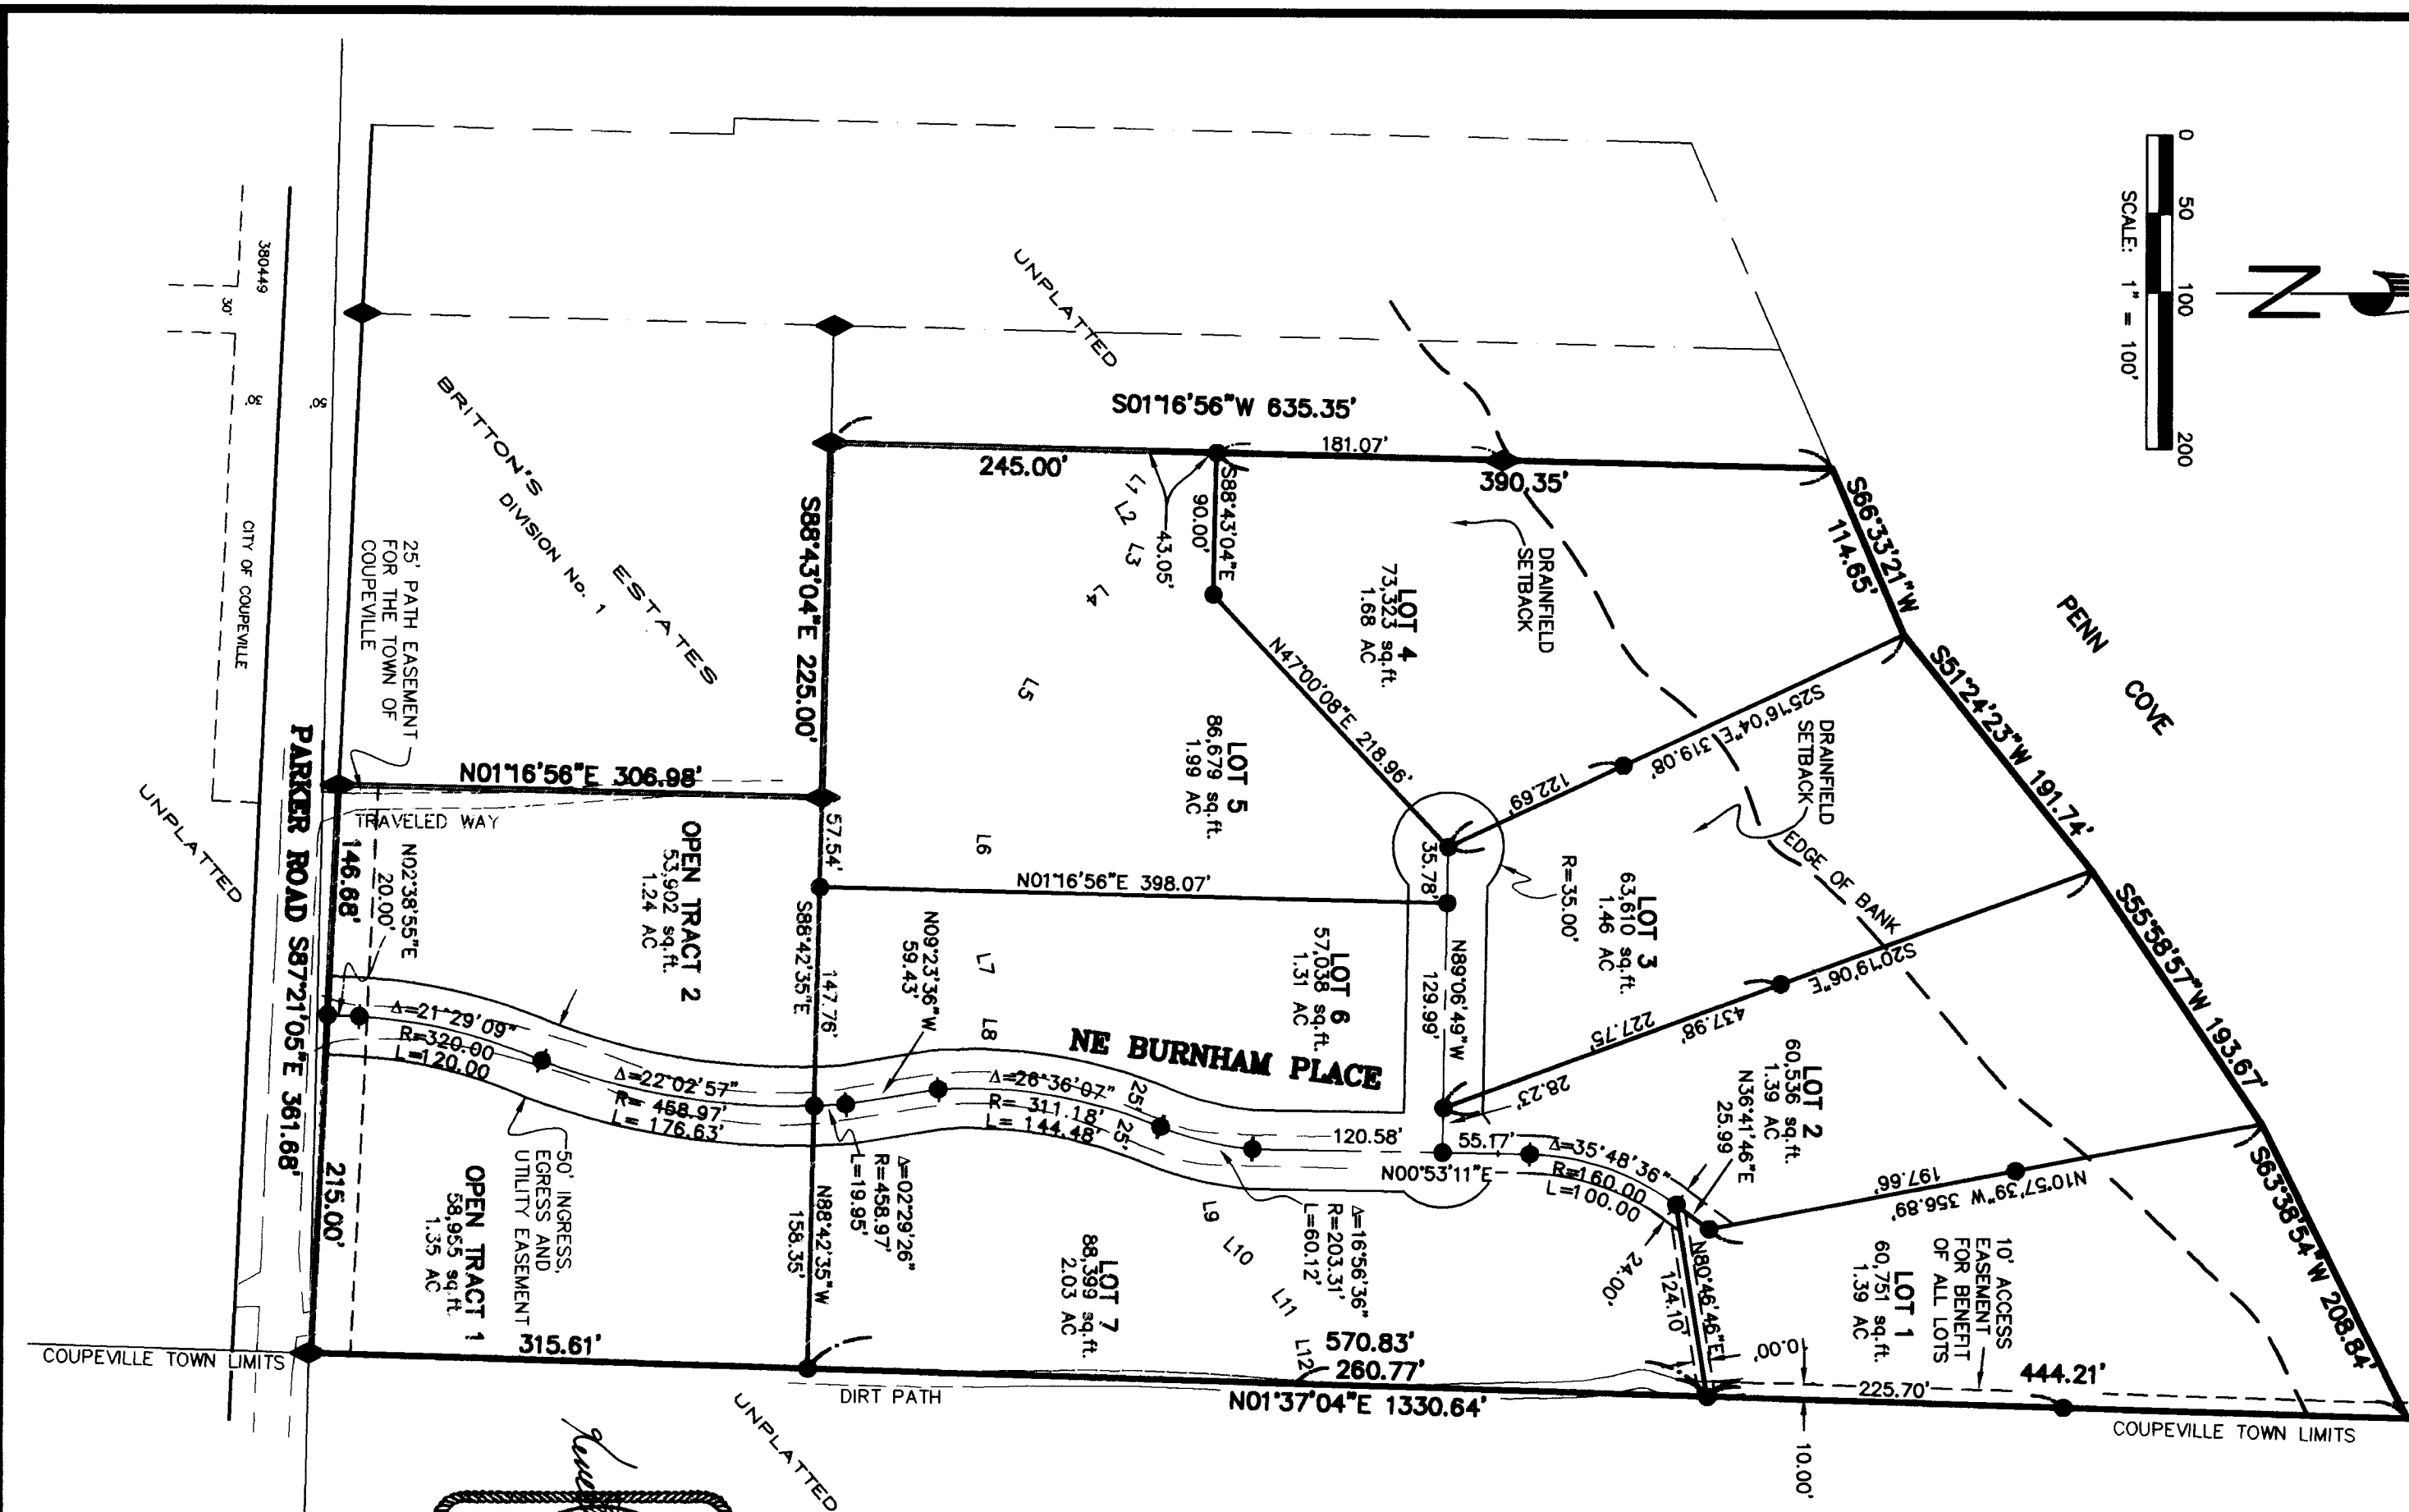 0 50 100 200
SCALE: 1" = 100'
N
PENN COVE
UNPLATTED
S01°16'56"W 635.35'
245.00'
181.07'
390.35'
S66°33'21"W
114.65'
S51°24'23"W 191.74'
S55°58'57"W 193.67'
S63°38'54"W 208.84'
S88°43'04"E
90.00'
43.05'
L1
L2
L3
L4
L5
L6
L7
L8
L9
L10
L11
L12
DRAINFIELD
SETBACK
LOT 4
73,323 sq.ft.
1.68 AC
N47°00'08"E 218.96'
S25°16'04"E 319.08'
122.69'
DRAINFIELD
SETBACK
EDGE OF BANK
LOT 5
86,679 sq.ft.
1.99 AC
35.78'
R=35.00'
LOT 3
63,610 sq.ft.
1.46 AC
S20°19'06"E
437.98'
227.75
28.23'
N89°06'49"W
129.99'
N01°16'56"E 398.07'
LOT 6
57,038 sq.ft.
1.31 AC
LOT 2
60,536 sq.ft.
1.39 AC
N36°41'46"E
25.99
N10°57'39"W 356.89'
197.66'
NE BURNHAM PLACE
120.58'
55.17'
N00°53'11"E
Δ=35°48'36"
R=160.00
L=100.00
24.00'
N80°46'46"E
124.10'
LOT 1
60,751 sq.ft.
1.39 AC
10' ACCESS
EASEMENT
FOR BENEFIT
OF ALL LOTS
444.21'
225.70'
10.00'
COUPEVILLE TOWN LIMITS
BRITTON'S ESTATES
DIVISION No. 1
S88°43'04"E 225.00'
57.54'
S88°42'35"E
147.76'
N09°23'36"W
59.43'
Δ=26°36'07"
R= 311.18'
L= 144.48'
25'
25'
Δ=16°56'36"
R=203.31'
L=60.12'
Δ=02°29'26"
R=458.97'
L=19.95'
N88°42'35"W
158.35'
LOT 7
88,399 sq.ft.
2.03 AC
570.83'
260.77'
N01°37'04"E 1330.64'
DIRT PATH
UNPLATTED
25' PATH EASEMENT
FOR THE TOWN OF
COUPEVILLE
N01°16'56"E 306.98'
TRAVELED WAY
OPEN TRACT 2
53,902 sq.ft.
1.24 AC
N02°38'55"E
20.00'
Δ=21°29'09"
R=320.00
L=120.00
Δ=22°02'57"
R= 458.97'
L= 176.63'
50' INGRESS,
EGRESS AND
UTILITY EASEMENT
OPEN TRACT 1
58,955 sq.ft.
1.35 AC
315.61'
146.68'
215.00'
PARKER ROAD S87°21'05"E 361.68'
380449
30'
30'
50'
CITY OF COUPEVILLE
UNPLATTED
COUPEVILLE TOWN LIMITS